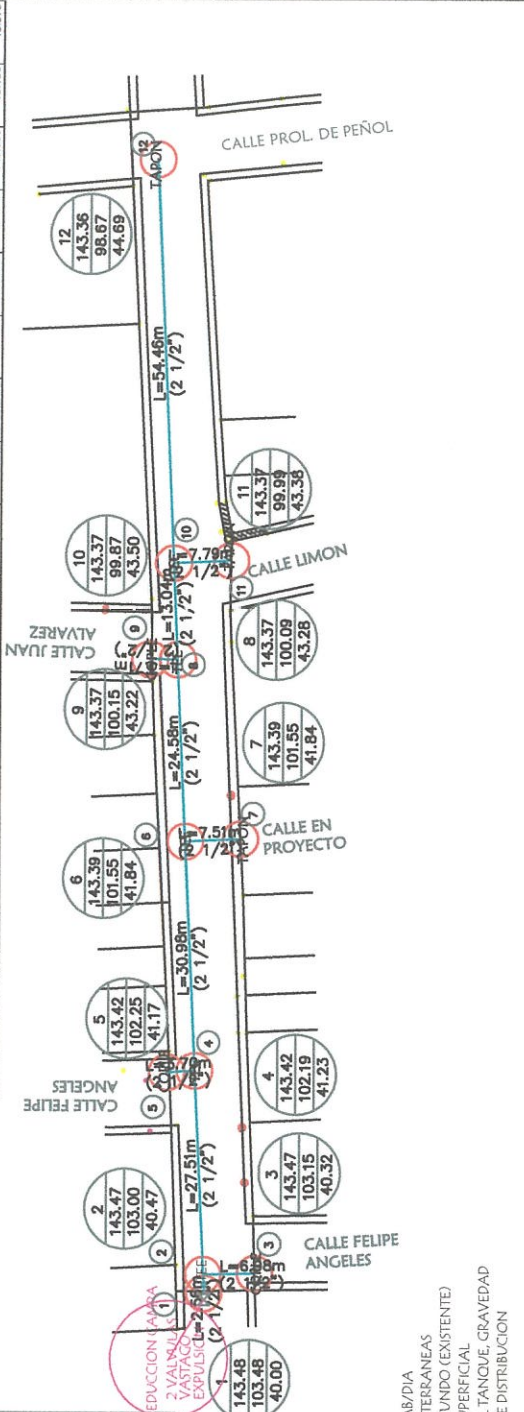 12
143.36
98.67
44.69
12
TAPON
CALLE PROL. DE PEÑOL
L=54.46m
(2 1/2")
10
143.37
99.87
43.50
10
11
143.37
99.99
43.38
11
CALLE LIMON
CALLE JUAN
ALVAREZ
9
L=13.04m
(2 1/2")
L=7.79m
8
8
143.37
100.09
43.28
9
143.37
100.15
43.22
L=24.58m
(2 1/2")
7
143.39
101.55
41.84
6
6
143.39
101.55
41.84
L=7.51m
(2 1/2")
TAPON
7
CALLE EN
PROYECTO
L=30.98m
(2 1/2")
5
143.42
102.25
41.17
4
4
143.42
102.19
41.23
CALLE FELIPE
ANGELES
5
L=27.51m
(2 1/2")
3
143.47
103.15
40.32
2
143.47
103.00
40.47
2
3
CALLE FELIPE
ANGELES
1
2 VALVULAS
VASTAGO
1
143.48
103.48
40.00
AB/DIA
TERRANEAS
UNDO (EXISTENTE)
PERFICIAL
TANQUE, GRAVEDAD
E DISTRIBUCION